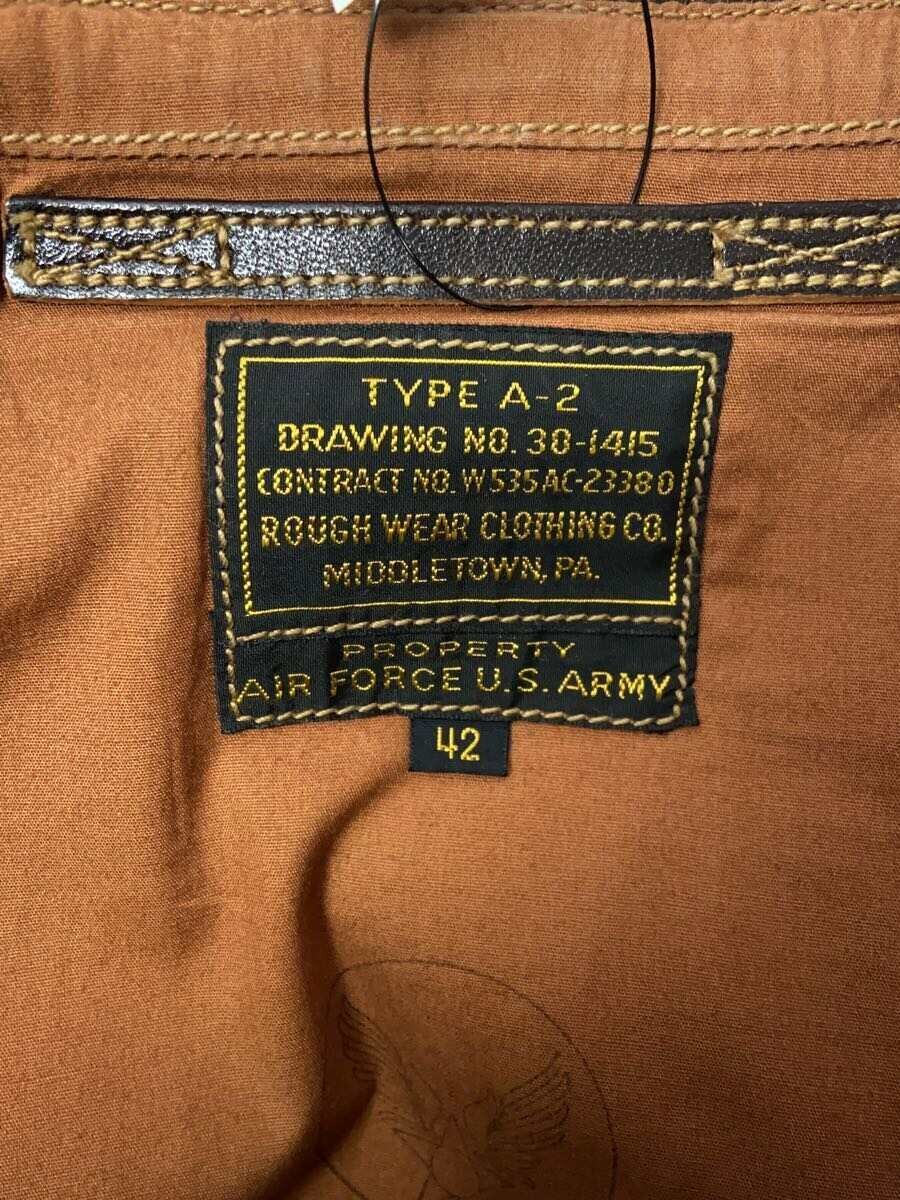 TYPE A-2
DRAWING NO. 30-1415
CONTRACT NO. W535AC-23380
ROUGH WEAR CLOTHING CO.
MIDDLETOWN, PA.
PROPERTY
AIR FORCE U.S. ARMY
42